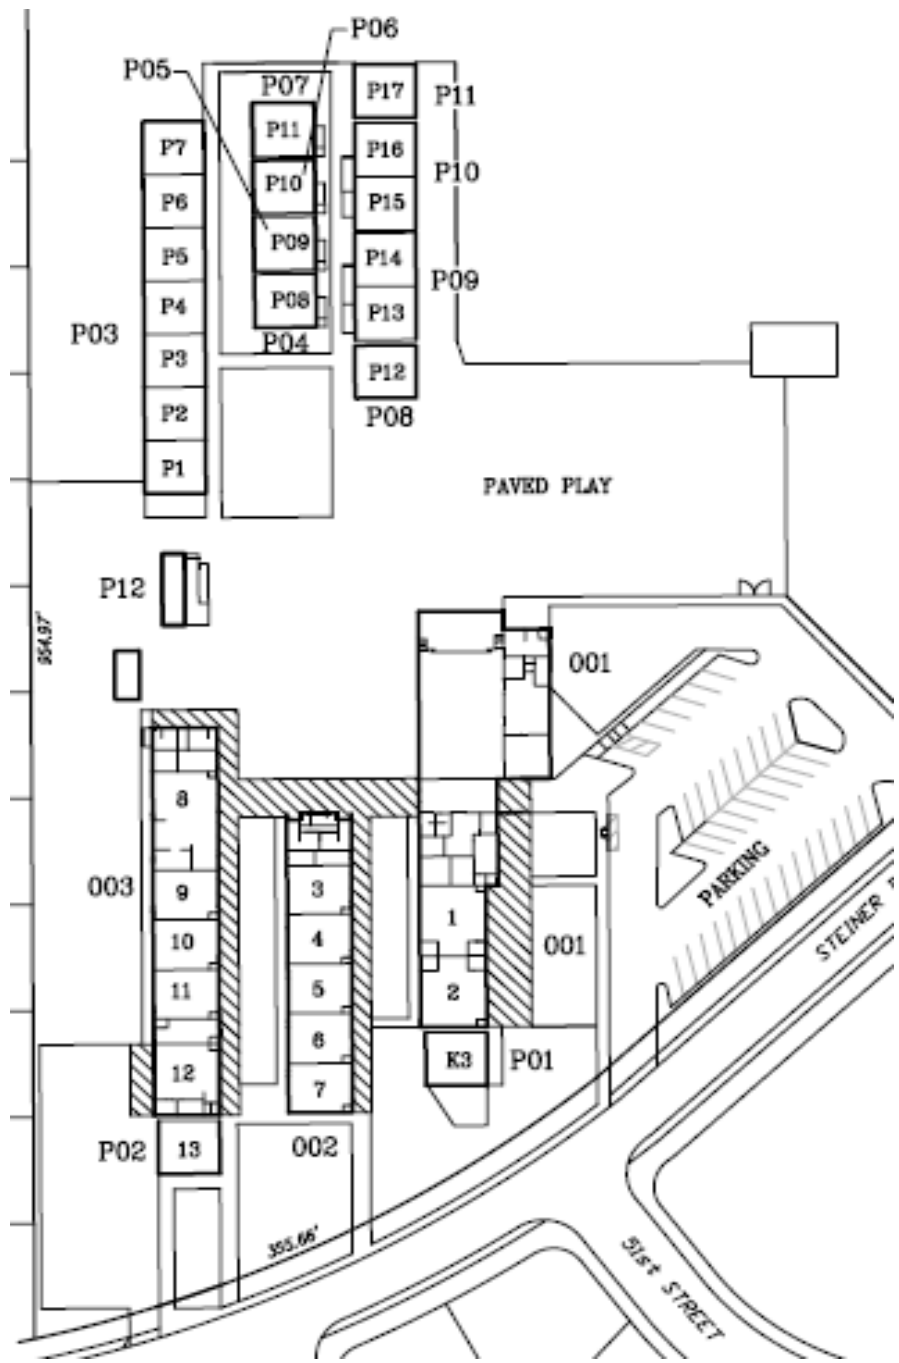 P06
P05
P07
P17
P11
P11
P7
P16
P10
P10
P6
P15
P09
P5
P14
P09
P08
P4
P13
P03
P04
P3
P12
P2
P08
P1
PAVED PLAY
P12
954.97'
001
8
PARKING
003
9
3
1
STEINER
10
4
001
11
5
2
6
12
7
K3
P01
P02
13
002
355.66'
51st STREET